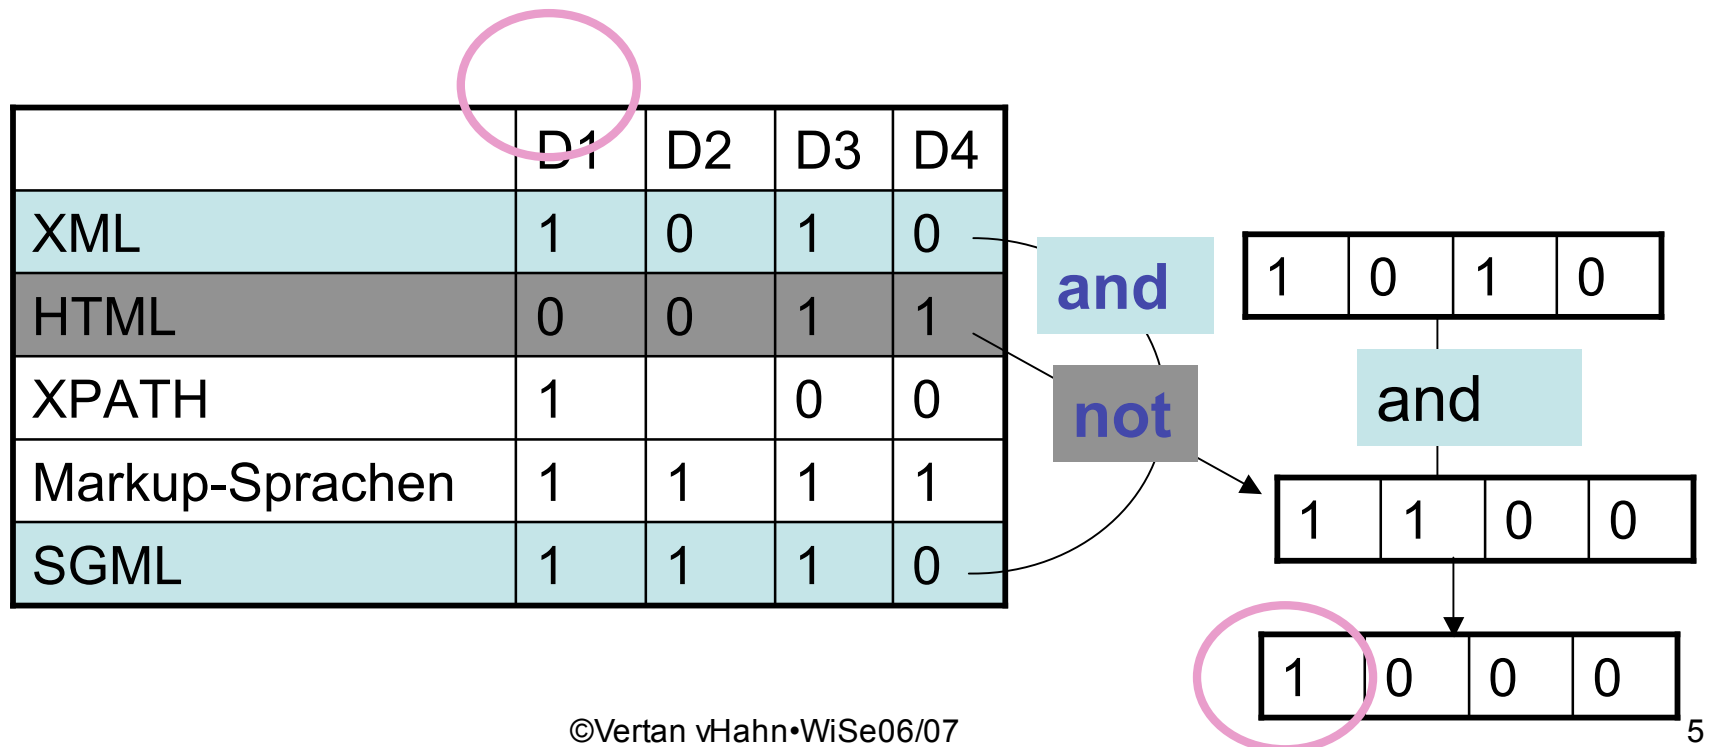 D1 D2 D3 D4
XML 1 0 1 0
HTML 0 0 1 1
XPATH 1 0 0
Markup-Sprachen 1 1 1 1
SGML 1 1 1 0
and
not
1 0 1 0
and
1 1 0 0
1 0 0 0
©Vertan vHahn•WiSe06/07
5